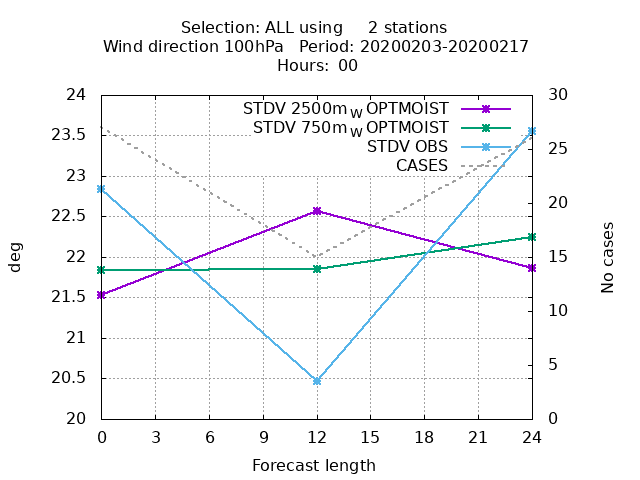 Selection: ALL using     2 stations
Wind direction 100hPa   Period: 20200203-20200217
Hours: 00
24 30
STDV 2500m W OPTMOIST
STDV 750m W OPTMOIST
23.5
STDV OBS
25
CASES
23
20
22.5
deg
22 15
No cases
21.5
10
21
5
20.5
20 0
0 3 6 9 12 15 18 21 24
Forecast length